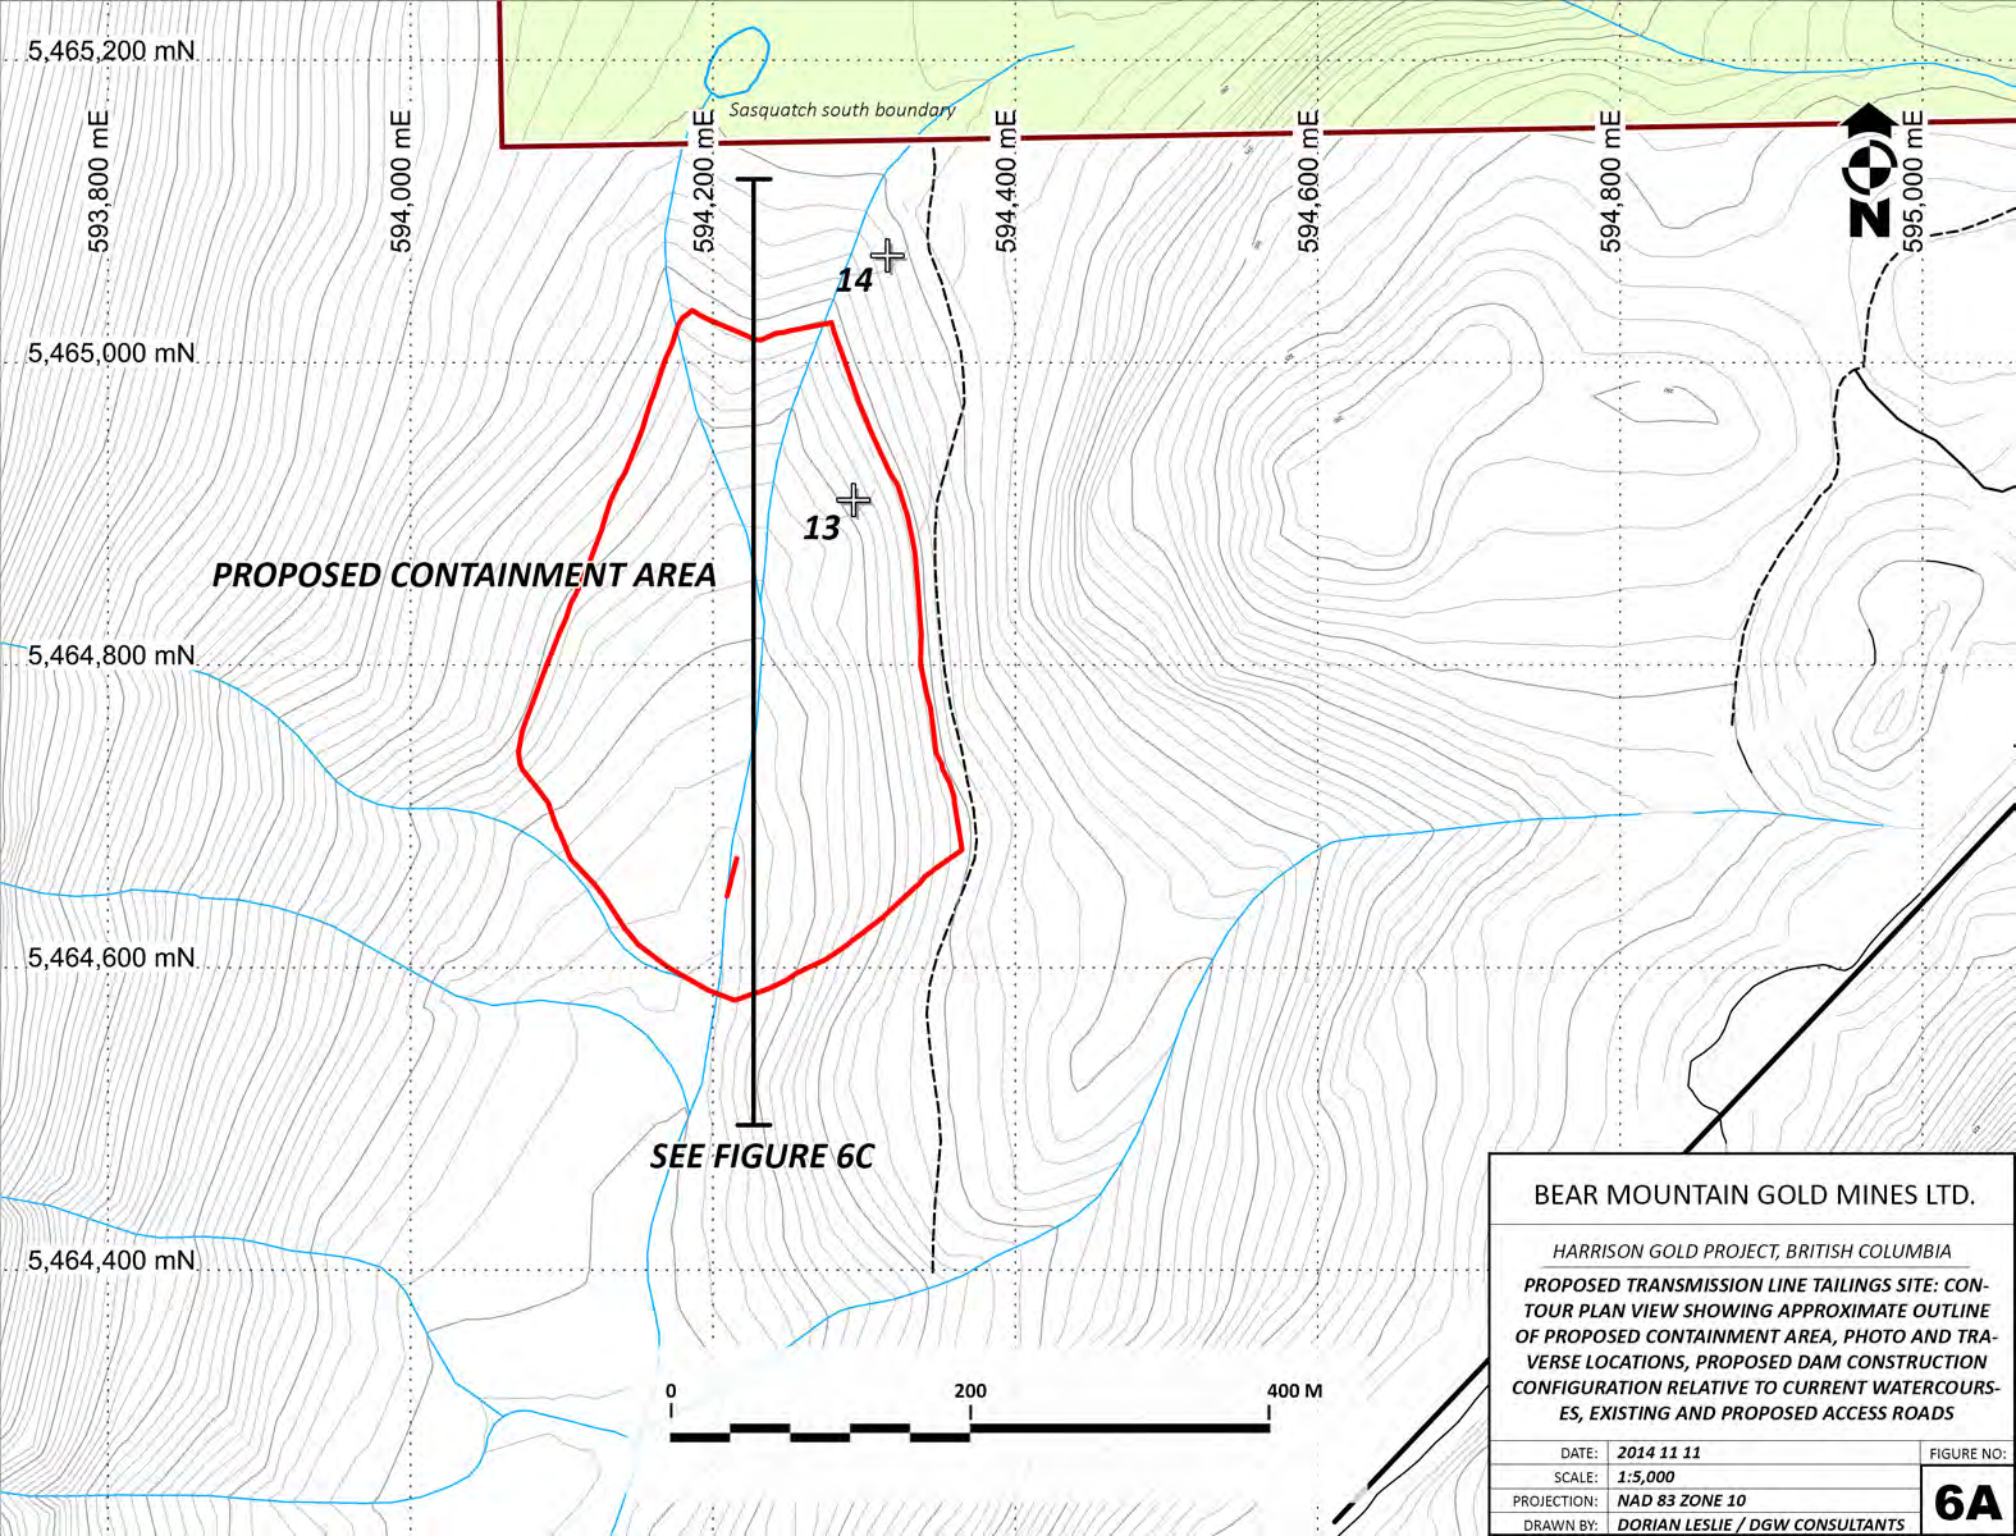 5,465,200 mN
Sasquatch south boundary
593,800 mE
594,000 mE
594,200 mE
594,400 mE
594,600 mE
594,800 mE
595,000 mE
N
14
5,465,000 mN
13
PROPOSED CONTAINMENT AREA
5,464,800 mN
5,464,600 mN
SEE FIGURE 6C
5,464,400 mN
0
200
400 M
BEAR MOUNTAIN GOLD MINES LTD.
HARRISON GOLD PROJECT, BRITISH COLUMBIA
PROPOSED TRANSMISSION LINE TAILINGS SITE: CON-
TOUR PLAN VIEW SHOWING APPROXIMATE OUTLINE
OF PROPOSED CONTAINMENT AREA, PHOTO AND TRA-
VERSE LOCATIONS, PROPOSED DAM CONSTRUCTION
CONFIGURATION RELATIVE TO CURRENT WATERCOURS-
ES, EXISTING AND PROPOSED ACCESS ROADS
DATE: 2014 11 11
FIGURE NO:
SCALE: 1:5,000
PROJECTION: NAD 83 ZONE 10
6A
DRAWN BY: DORIAN LESLIE / DGW CONSULTANTS